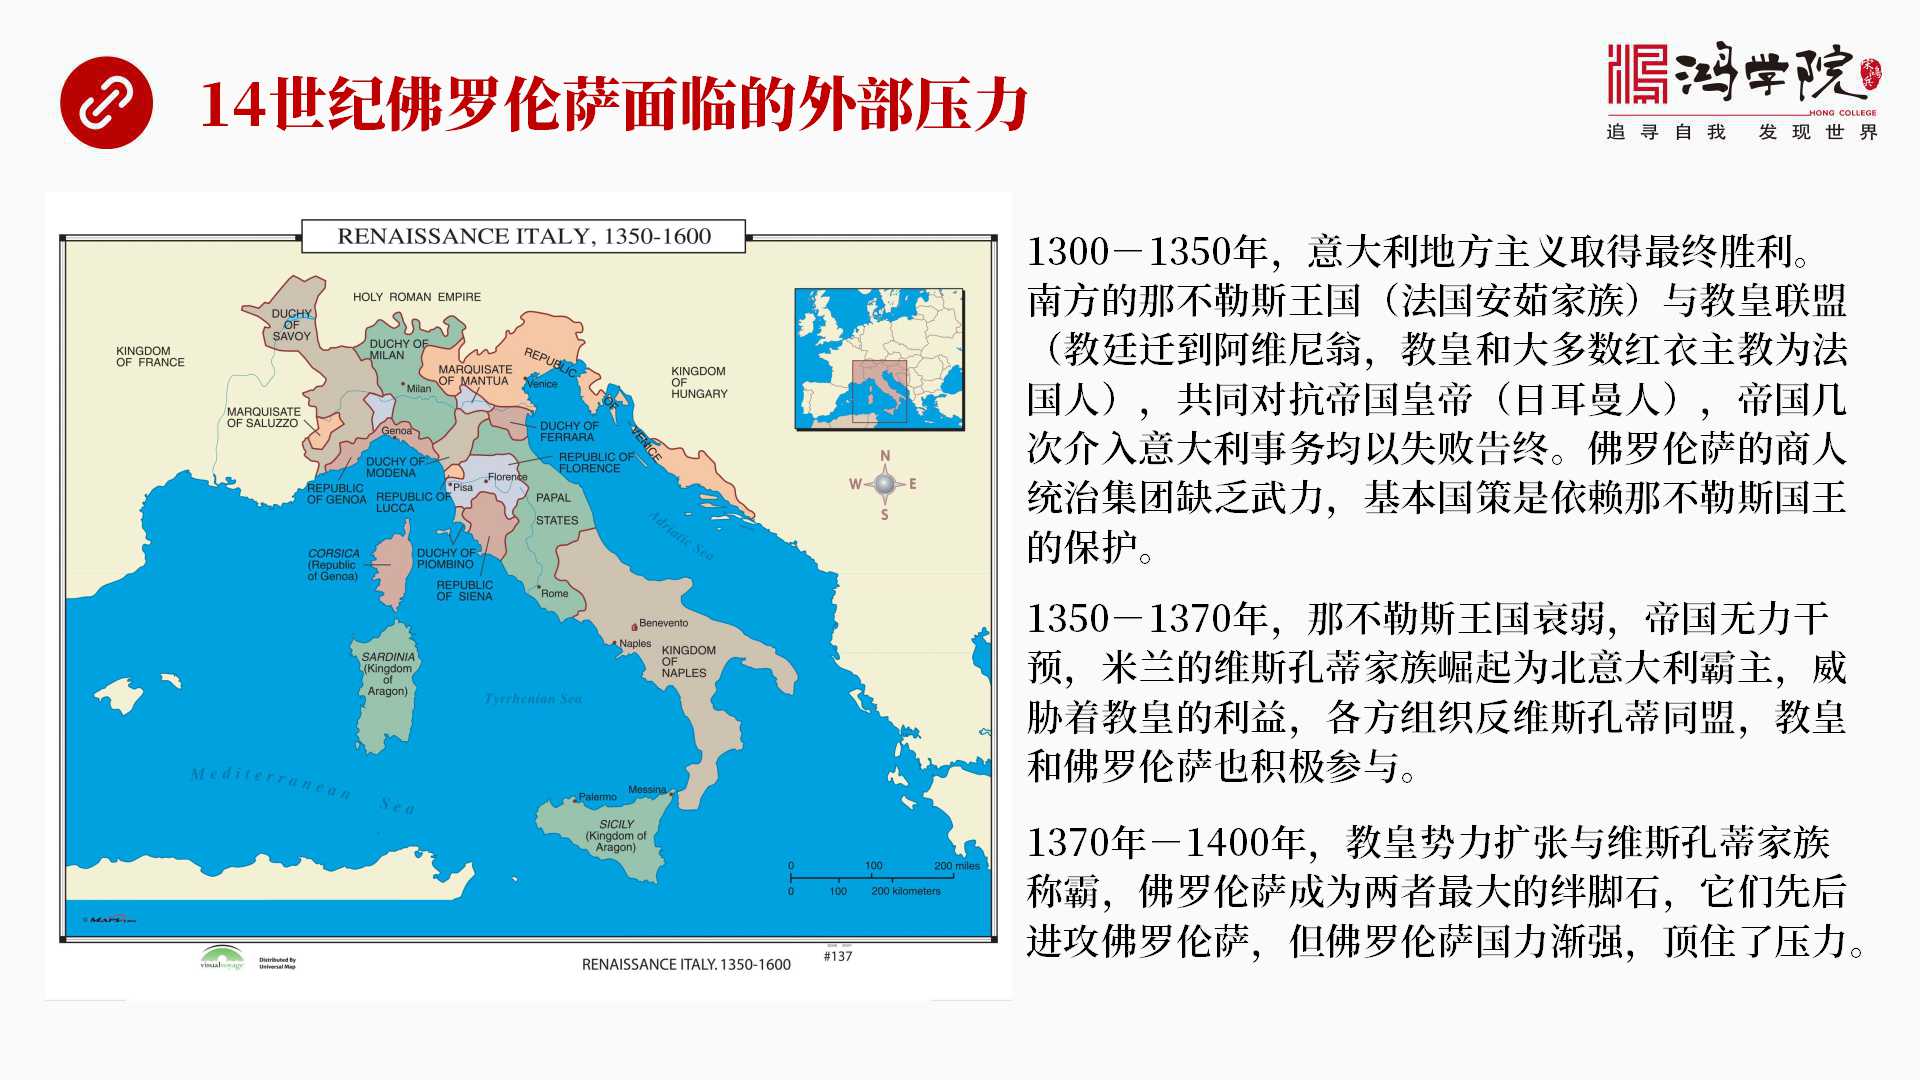 14世纪佛罗伦萨面临的外部压力
鸿学院
HONG COLLEGE
追寻自我 发现世界
RENAISSANCE ITALY, 1350-1600
HOLY ROMAN EMPIRE
DUCHY
OF
SAVOY
KINGDOM
OF FRANCE
DUCHY OF
MILAN
MARQUISATE
OF MANTUA
REPUBLIC
OF
VENICE
Venice
Milan
KINGDOM
OF
HUNGARY
MARQUISATE
OF SALUZZO
Genoa
DUCHY OF
FERRARA
DUCHY OF
MODENA
REPUBLIC OF
FLORENCE
REPUBLIC
OF GENOA
REPUBLIC OF
LUCCA
Pisa
Florence
PAPAL
STATES
N
W
E
S
Adriatic Sea
CORSICA
(Republic
of Genoa)
DUCHY OF
PIOMBINO
REPUBLIC
OF SIENA
Rome
Benevento
Naples
KINGDOM
OF
NAPLES
SARDINIA
(Kingdom
of
Aragon)
Tyrrhenian Sea
Mediterranean Sea
Palermo
Messina
SICILY
(Kingdom of
Aragon)
0 100 200 miles
0 100 200 kilometers
visualvoyage
Distributed By
Universal Map
RENAISSANCE ITALY. 1350-1600
#137
1300－1350年，意大利地方主义取得最终胜利。
南方的那不勒斯王国（法国安茹家族）与教皇联盟
（教廷迁到阿维尼翁，教皇和大多数红衣主教为法
国人），共同对抗帝国皇帝（日耳曼人），帝国几
次介入意大利事务均以失败告终。佛罗伦萨的商人
统治集团缺乏武力，基本国策是依赖那不勒斯国王
的保护。
1350－1370年，那不勒斯王国衰弱，帝国无力干
预，米兰的维斯孔蒂家族崛起为北意大利霸主，威
胁着教皇的利益，各方组织反维斯孔蒂同盟，教皇
和佛罗伦萨也积极参与。
1370年－1400年，教皇势力扩张与维斯孔蒂家族
称霸，佛罗伦萨成为两者最大的绊脚石，它们先后
进攻佛罗伦萨，但佛罗伦萨国力渐强，顶住了压力。